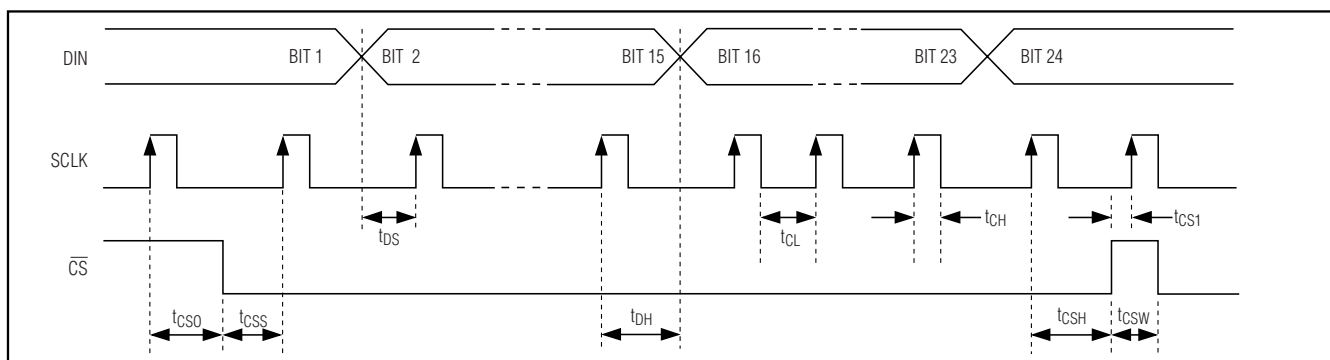 DIN BIT 1 BIT 2 BIT 15 BIT 16 BIT 23 BIT 24
SCLK
tDS tCL tCH tCS1
CS
tCSO tCSS tDH tCSH tCSW